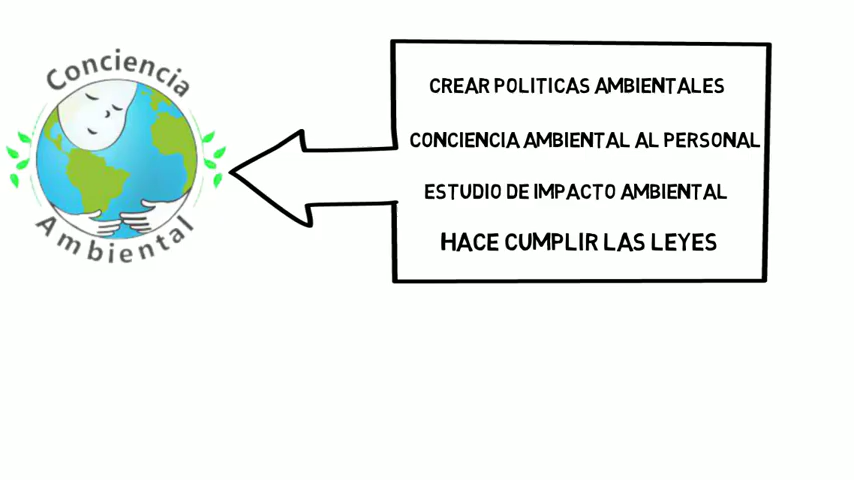 Conciencia
Ambiental
CREAR POLITICAS AMBIENTALES
CONCIENCIA AMBIENTAL AL PERSONAL
ESTUDIO DE IMPACTO AMBIENTAL
HACE CUMPLIR LAS LEYES